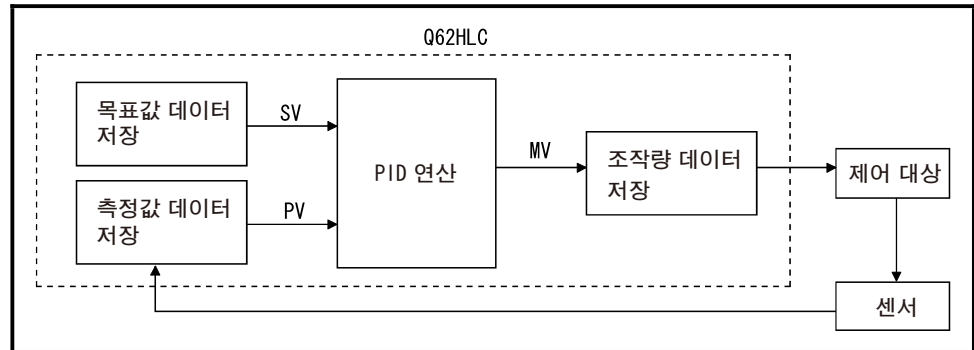 Q62HLC
목표값 데이터
저장
SV
PID 연산
MV
조작량 데이터
저장
제어 대상
측정값 데이터
저장
PV
센서